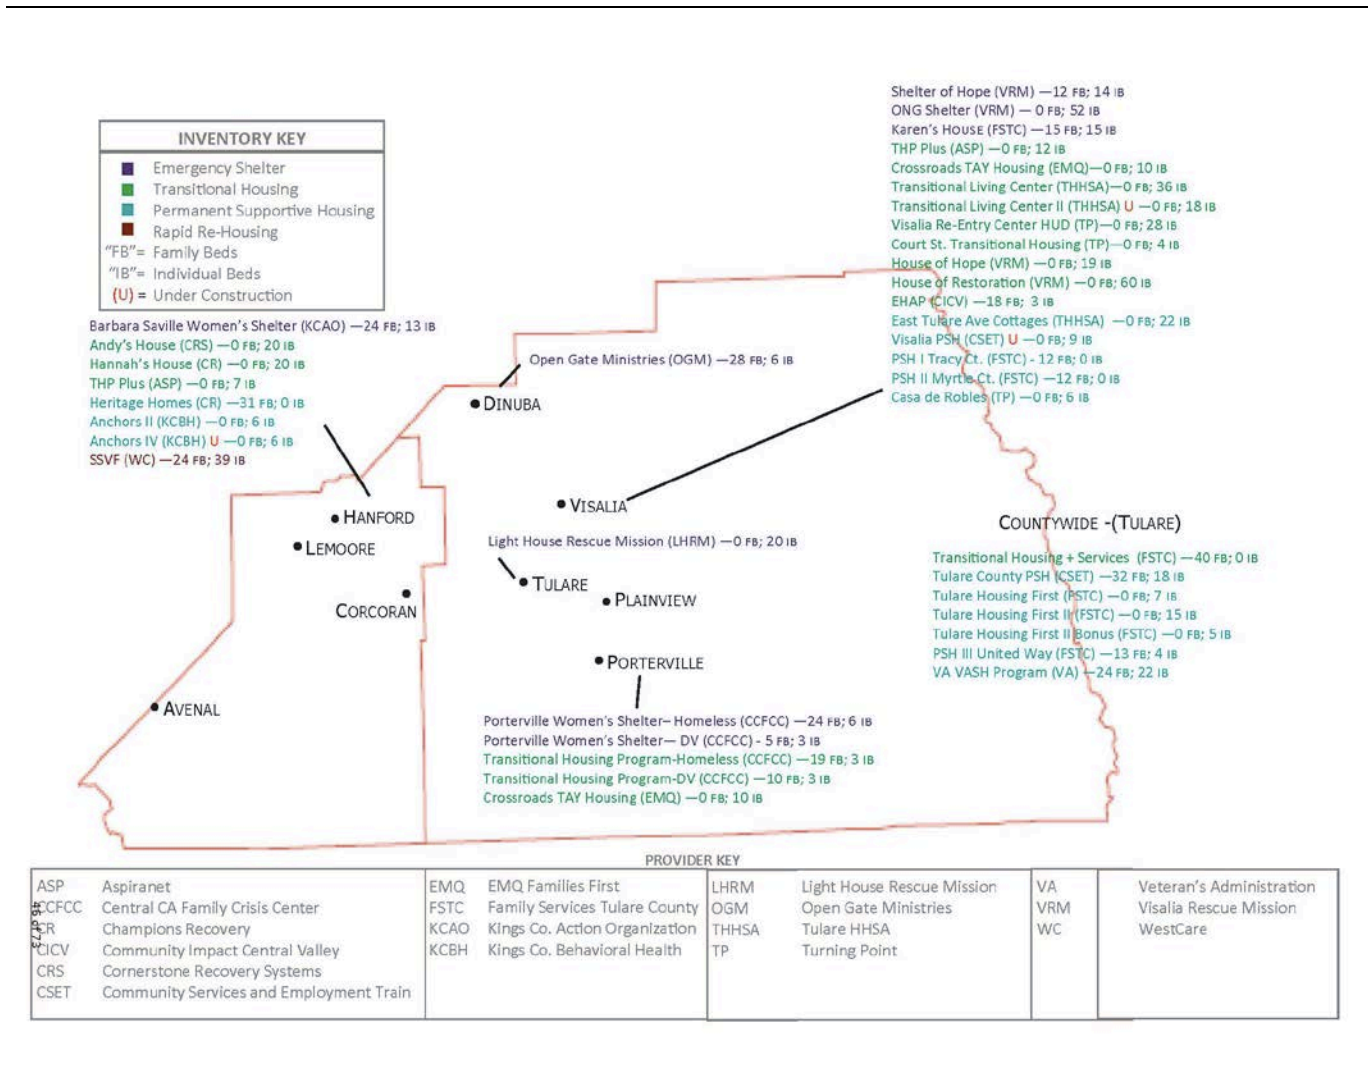 Shelter of Hope (VRM) —12 FB; 14 IB
ONG Shelter (VRM) — 0 FB; 52 IB
Karen's House (FSTC) —15 FB; 15 IB
THP Plus (ASP) —0 FB; 12 IB
Crossroads TAY Housing (EMQ)—0 FB; 10 IB
Transitional Living Center (THHSA)—0 FB; 36 IB
Transitional Living Center II (THHSA) U —0 FB; 18 IB
Visalia Re-Entry Center HUD (TP)—0 FB; 28 IB
Court St. Transitional Housing (TP)—0 FB; 4 IB
House of Hope (VRM) —0 FB; 19 IB
House of Restoration (VRM) —0 FB; 60 IB
EHAP (CICV) —18 FB; 3 IB
East Tulare Ave Cottages (THHSA) —0 FB; 22 IB
Visalia PSH (CSET) U —0 FB; 9 IB
PSH I Tracy Ct. (FSTC) - 12 FB; 0 IB
PSH II Myrtle Ct. (FSTC) —12 FB; 0 IB
Casa de Robles (TP) —0 FB; 6 IB
INVENTORY KEY
Emergency Shelter
Transitional Housing
Permanent Supportive Housing
Rapid Re-Housing
"FB"= Family Beds
"IB"= Individual Beds
(U) = Under Construction
Barbara Saville Women's Shelter (KCAO) —24 FB; 13 IB
Andy's House (CRS) —0 FB; 20 IB
Hannah's House (CR) —0 FB; 20 IB
THP Plus (ASP) —0 FB; 7 IB
Heritage Homes (CR) —31 FB; 0 IB
Anchors II (KCBH) —0 FB; 6 IB
Anchors IV (KCBH) U —0 FB; 6 IB
SSVF (WC) —24 FB; 39 IB
Open Gate Ministries (OGM) —28 FB; 6 IB
DINUBA
VISALIA
HANFORD
LEMOORE
CORCORAN
AVENAL
Light House Rescue Mission (LHRM) —0 FB; 20 IB
TULARE
PLAINVIEW
PORTERVILLE
COUNTYWIDE -(TULARE)
Transitional Housing + Services (FSTC) —40 FB; 0 IB
Tulare County PSH (CSET) —32 FB; 18 IB
Tulare Housing First (FSTC) —0 FB; 7 IB
Tulare Housing First II (FSTC) —0 FB; 15 IB
Tulare Housing First II Bonus (FSTC) —0 FB; 5 IB
PSH III United Way (FSTC) —13 FB; 4 IB
VA VASH Program (VA) —24 FB; 22 IB
Porterville Women's Shelter– Homeless (CCFCC) —24 FB; 6 IB
Porterville Women's Shelter— DV (CCFCC) - 5 FB; 3 IB
Transitional Housing Program-Homeless (CCFCC) —19 FB; 3 IB
Transitional Housing Program-DV (CCFCC) —10 FB; 3 IB
Crossroads TAY Housing (EMQ) —0 FB; 10 IB
PROVIDER KEY
ASP Aspiranet
CCFCC Central CA Family Crisis Center
CR Champions Recovery
CICV Community Impact Central Valley
CRS Cornerstone Recovery Systems
CSET Community Services and Employment Train
EMQ EMQ Families First
FSTC Family Services Tulare County
KCAO Kings Co. Action Organization
KCBH Kings Co. Behavioral Health
LHRM Light House Rescue Mission
OGM Open Gate Ministries
THHSA Tulare HHSA
TP Turning Point
VA Veteran's Administration
VRM Visalia Rescue Mission
WC WestCare
46 of 73